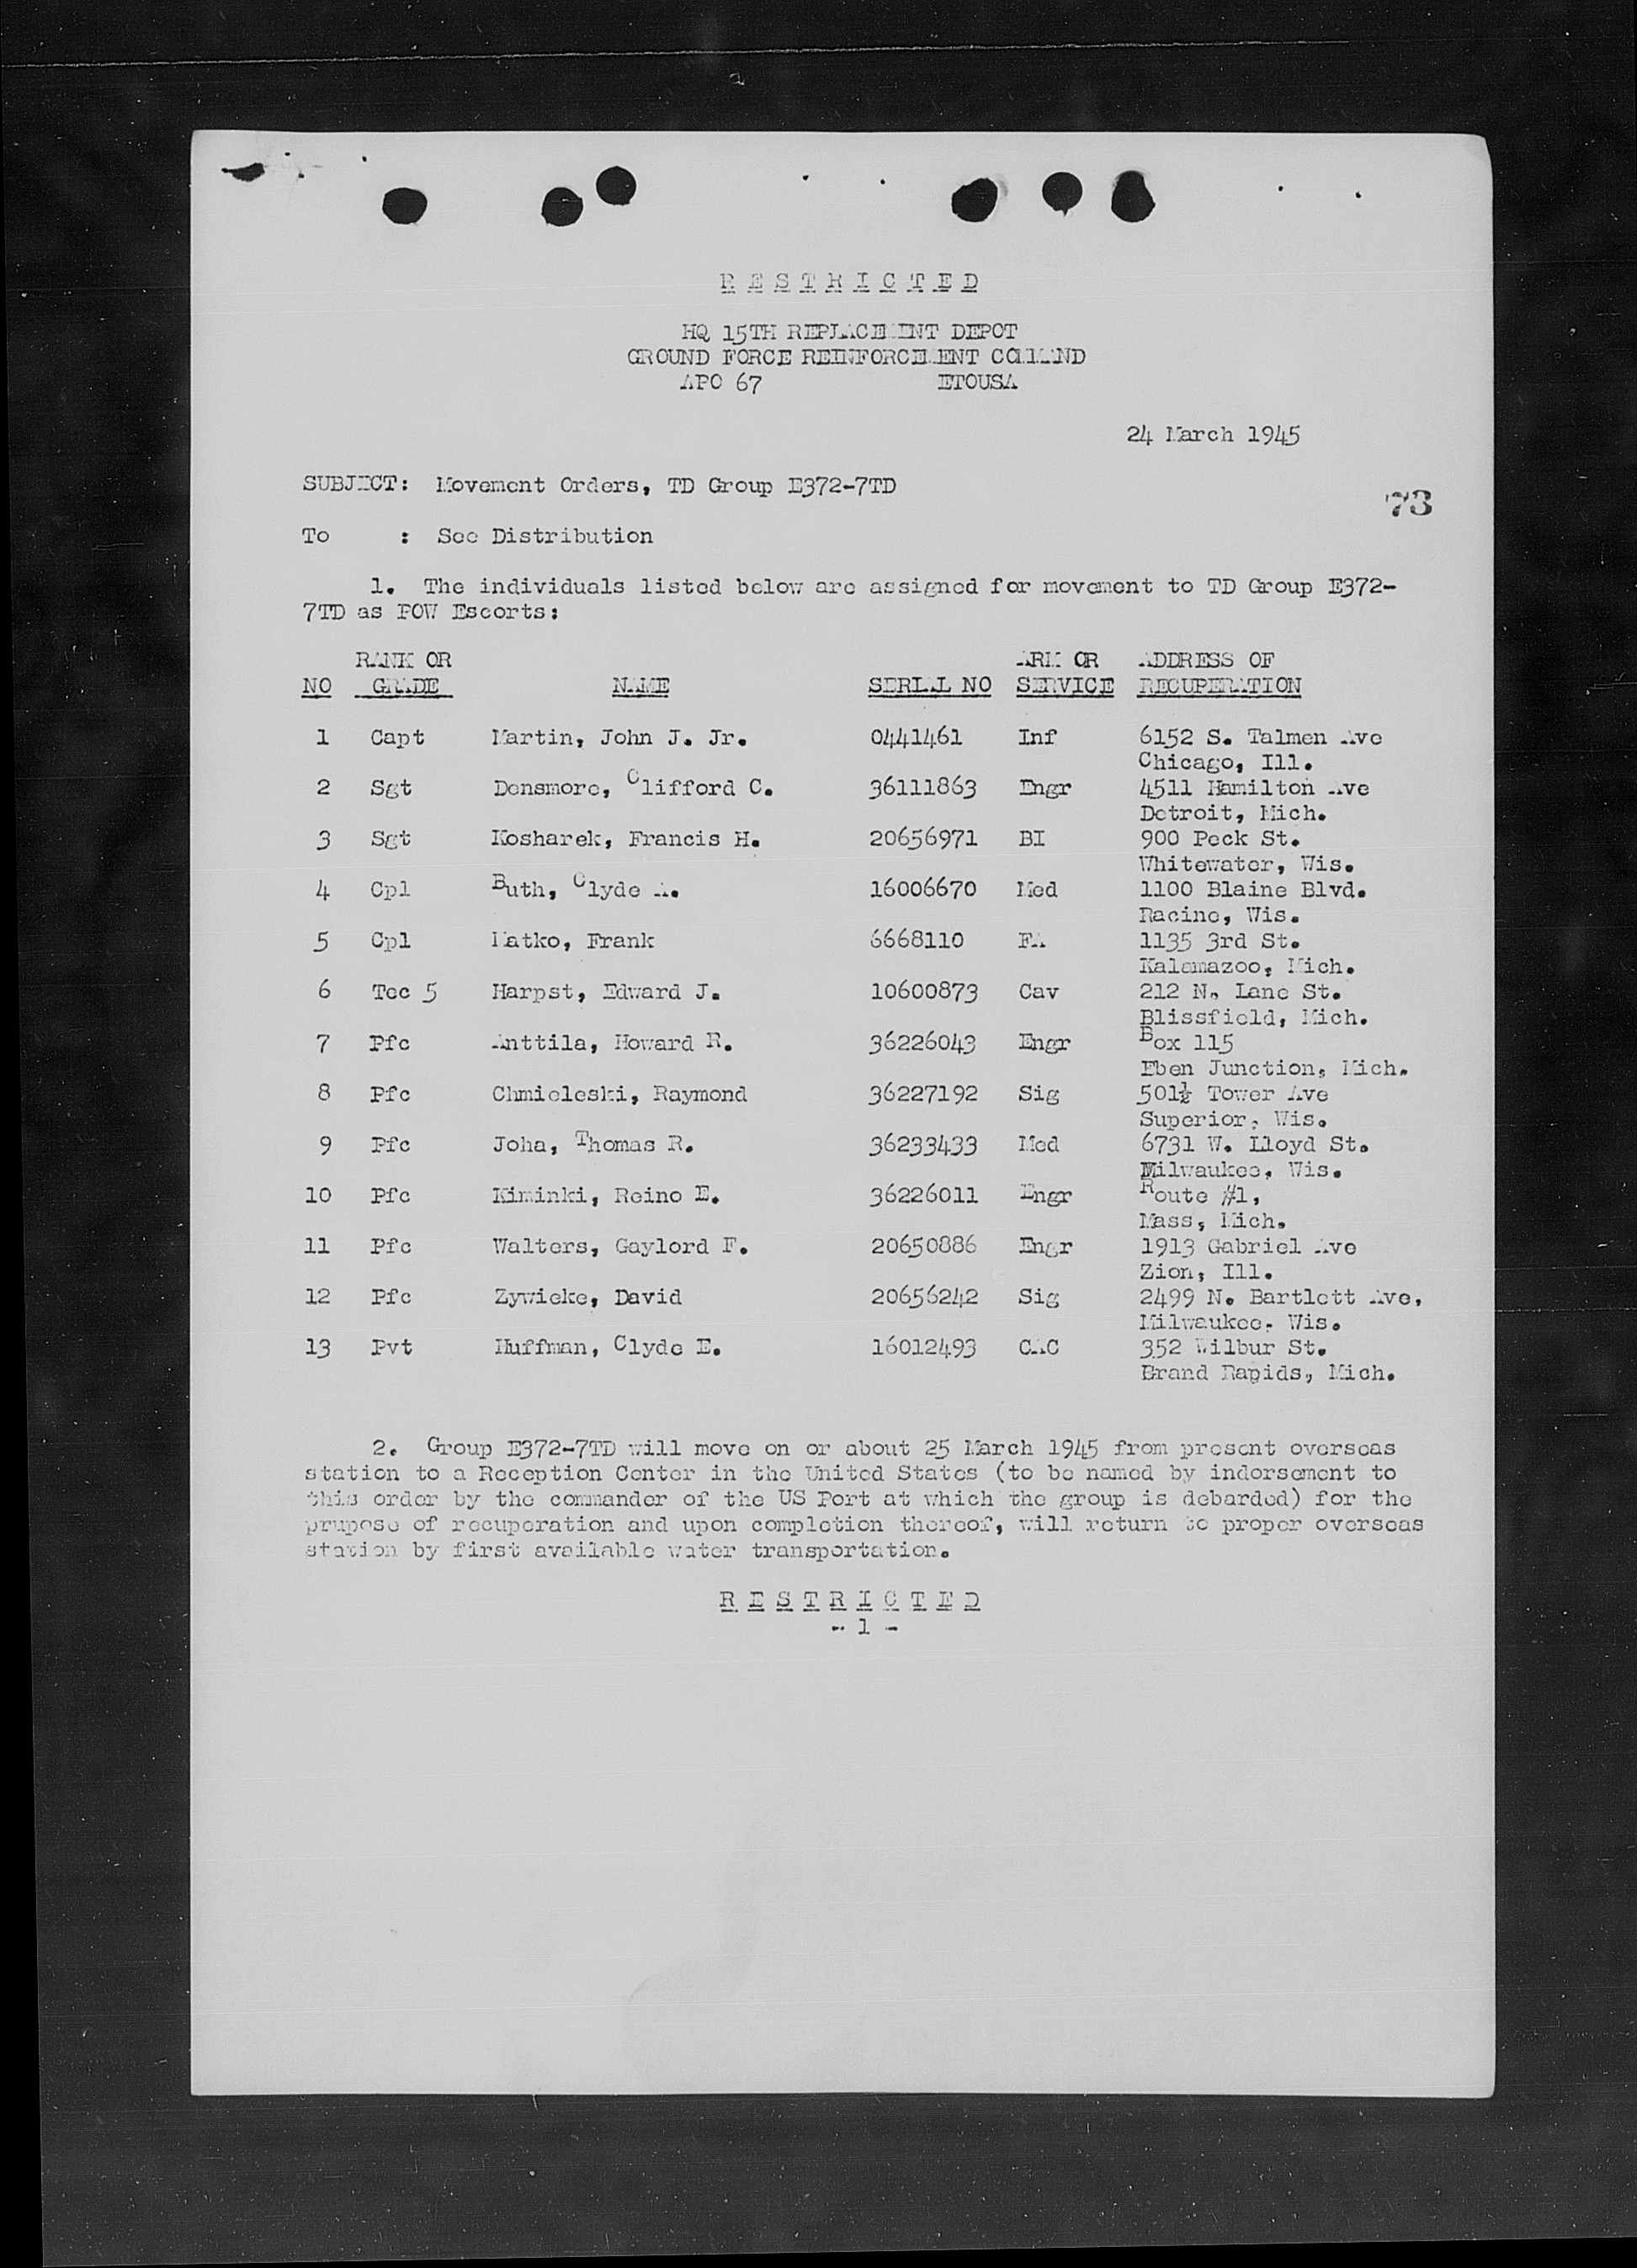 R E S T R I C T E D
HQ 15TH REPLACEMENT DEPOT
GROUND FORCE REINFORCEMENT COMMAND
APO 67 ETOUSA
24 March 1945
SUBJECT: Movement Orders, TD Group E372-7TD
73
To : See Distribution
1. The individuals listed below are assigned for movement to TD Group E372-
7TD as POW Escorts:
RANK OR ARM OR ADDRESS OF
NO GRADE NAME SERIAL NO SERVICE RECUPERATION
1 Capt Martin, John J. Jr. 0441461 Inf 6152 S. Talmen Ave
Chicago, Ill.
2 Sgt Densmore, Clifford C. 36111863 Engr 4511 Hamilton Ave
Detroit, Mich.
3 Sgt Kosharek, Francis H. 20656971 BI 900 Peck St.
Whitewater, Wis.
4 Cpl Buth, Clyde A. 16006670 Med 1100 Blaine Blvd.
Racine, Wis.
5 Cpl Matko, Frank 6668110 FA 1135 3rd St.
Kalamazoo, Mich.
6 Tec 5 Harpst, Edward J. 10600873 Cav 212 N. Lane St.
Blissfield, Mich.
7 Pfc Anttila, Howard R. 36226043 Engr Box 115
Eben Junction, Mich.
8 Pfc Chmieleski, Raymond 36227192 Sig 501½ Tower Ave
Superior, Wis.
9 Pfc Joha, Thomas R. 36233433 Med 6731 W. Lloyd St.
Milwaukee, Wis.
10 Pfc Kiminki, Reino E. 36226011 Engr Route #1,
Mass, Mich.
11 Pfc Walters, Gaylord F. 20650886 Engr 1913 Gabriel Ave
Zion, Ill.
12 Pfc Zywieke, David 20656242 Sig 2499 N. Bartlett Ave,
Milwaukee, Wis.
13 Pvt Huffman, Clyde E. 16012493 CAC 352 Wilbur St.
Brand Rapids, Mich.
2. Group E372-7TD will move on or about 25 March 1945 from present overseas
station to a Reception Center in the United States (to be named by indorsement to
this order by the commander of the US Port at which the group is debarded) for the
prupose of recuperation and upon completion thereof, will return to proper overseas
station by first available water transportation.
R E S T R I C T E D
- 1 -